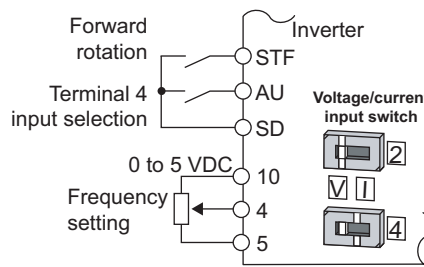 Forward
rotation
Inverter
STF
AU
SD
Terminal 4
input selection
Voltage/curren
input switch
2
V I
4
0 to 5 VDC
10
4
5
Frequency
setting